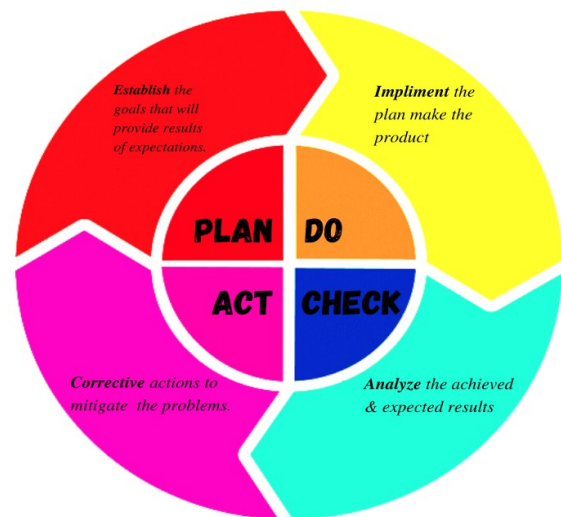 Establish the
goals that will
provide results
of expectations.
Impliment the
plan make the
product
PLAN
DO
ACT
CHECK
Corrective actions to
mitigate the problems.
Analyze the achieved
& expected results